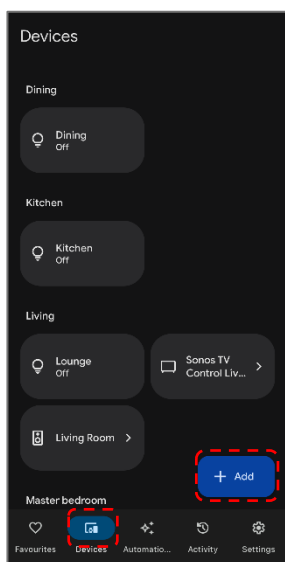 Devices
Dining
Dining
Off
Kitchen
Kitchen
Off
Living
Lounge
Off
Sonos TV
Control Liv...
Living Room
+ Add
Master bedroom
Favourites
Devices
Automatio...
Activity
Settings